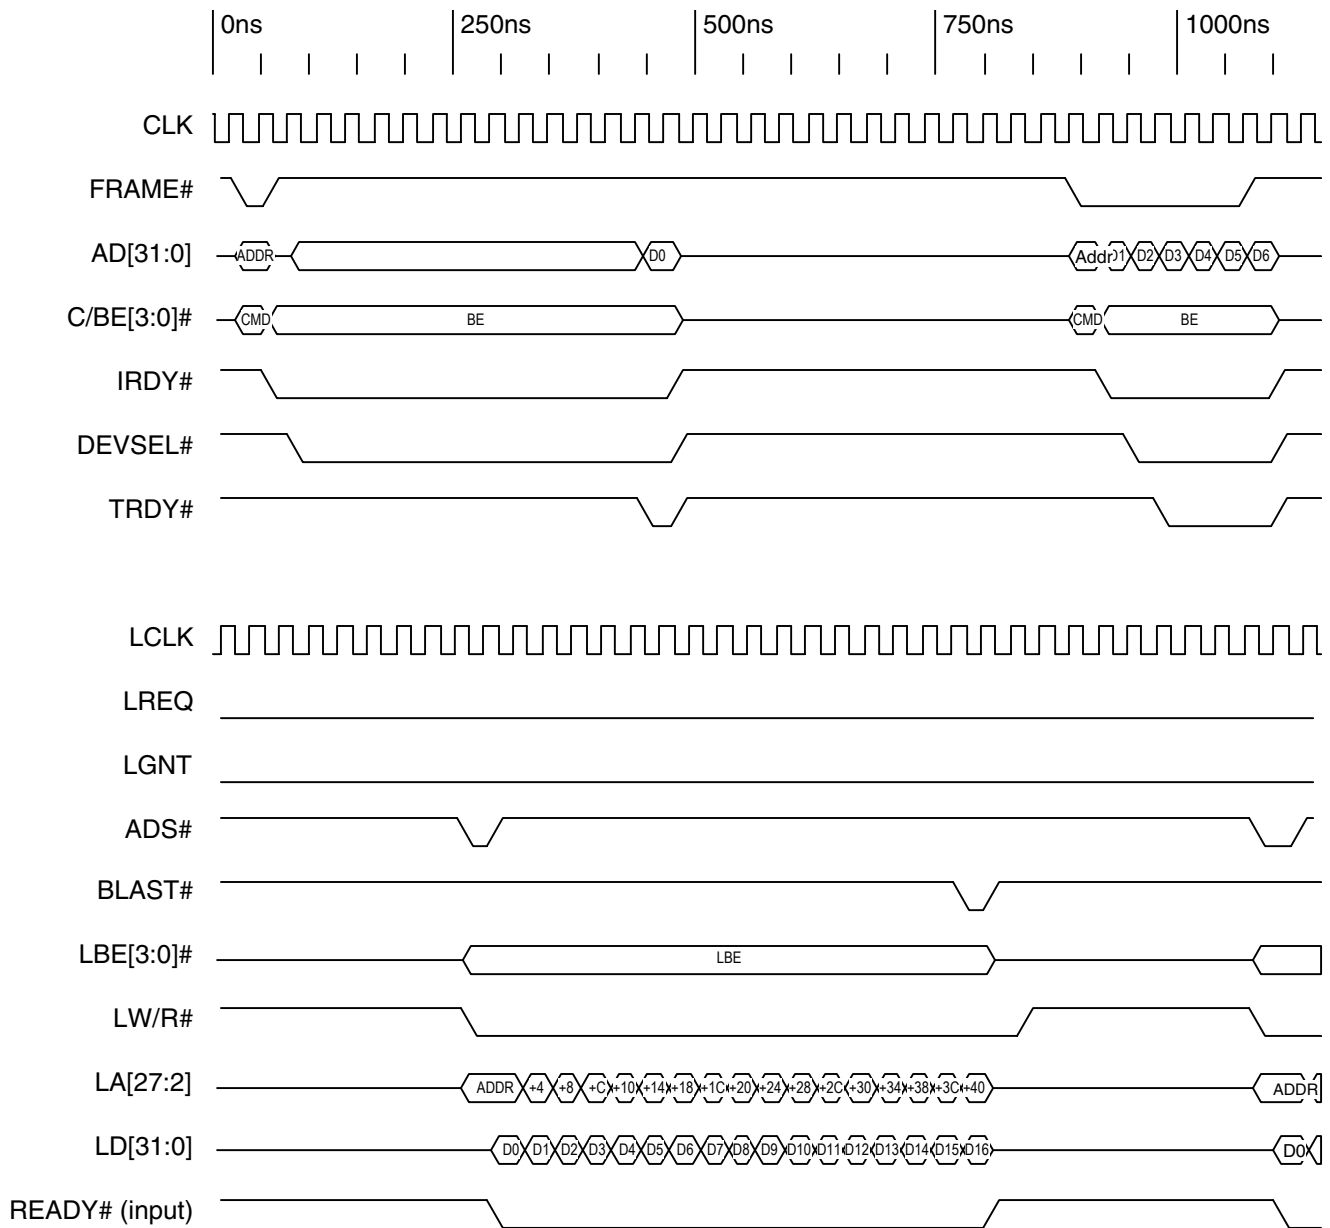 0ns 250ns 500ns 750ns 1000ns
CLK
FRAME#
AD[31:0] ADDR D0 Addr D1 D2 D3 D4 D5 D6
C/BE[3:0]# CMD BE CMD BE
IRDY#
DEVSEL#
TRDY#
LCLK
LREQ
LGNT
ADS#
BLAST#
LBE[3:0]# LBE
LW/R#
LA[27:2] ADDR +4 +8 +C +10 +14 +18 +1C +20 +24 +28 +2C +30 +34 +38 +3C +40 ADDR
LD[31:0] D0 D1 D2 D3 D4 D5 D6 D7 D8 D9 D10 D11 D12 D13 D14 D15 D16 D0
READY# (input)